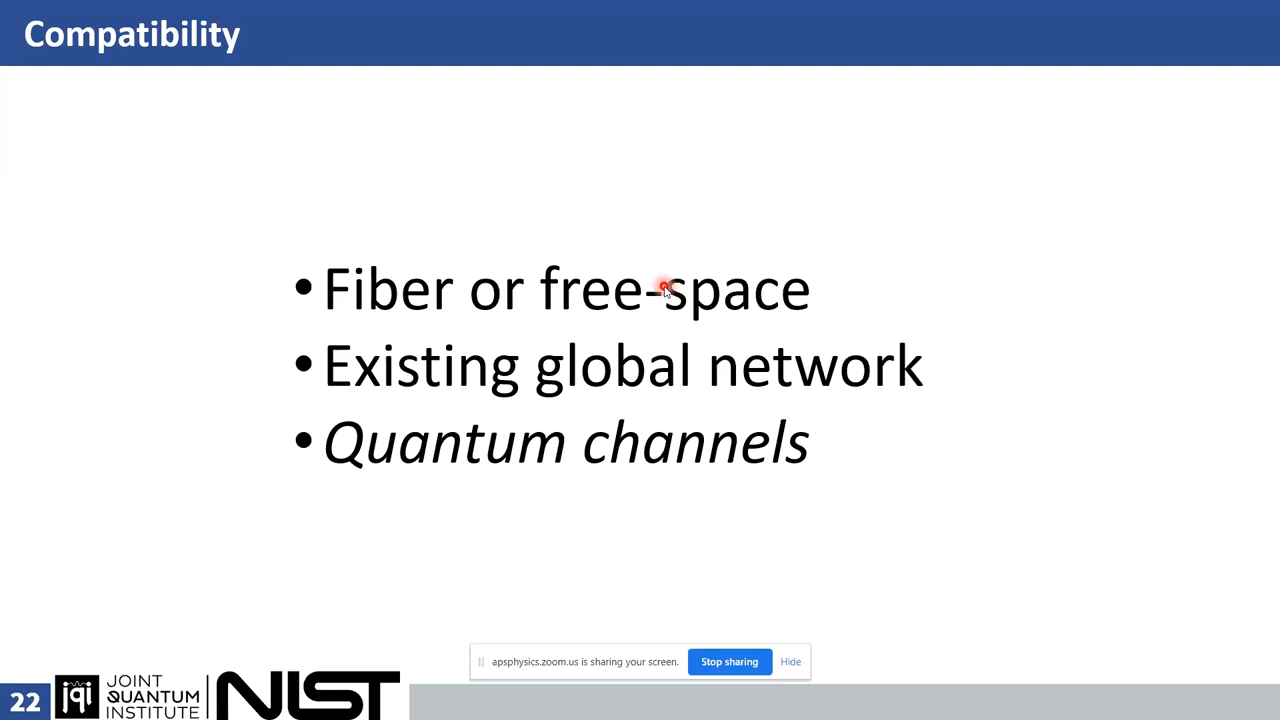 Compatibility
• Fiber or free-space
• Existing global network
• Quantum channels
apsphysics.zoom.us is sharing your screen. Stop sharing Hide
22
jqi
JOINT
QUANTUM
INSTITUTE
NIST